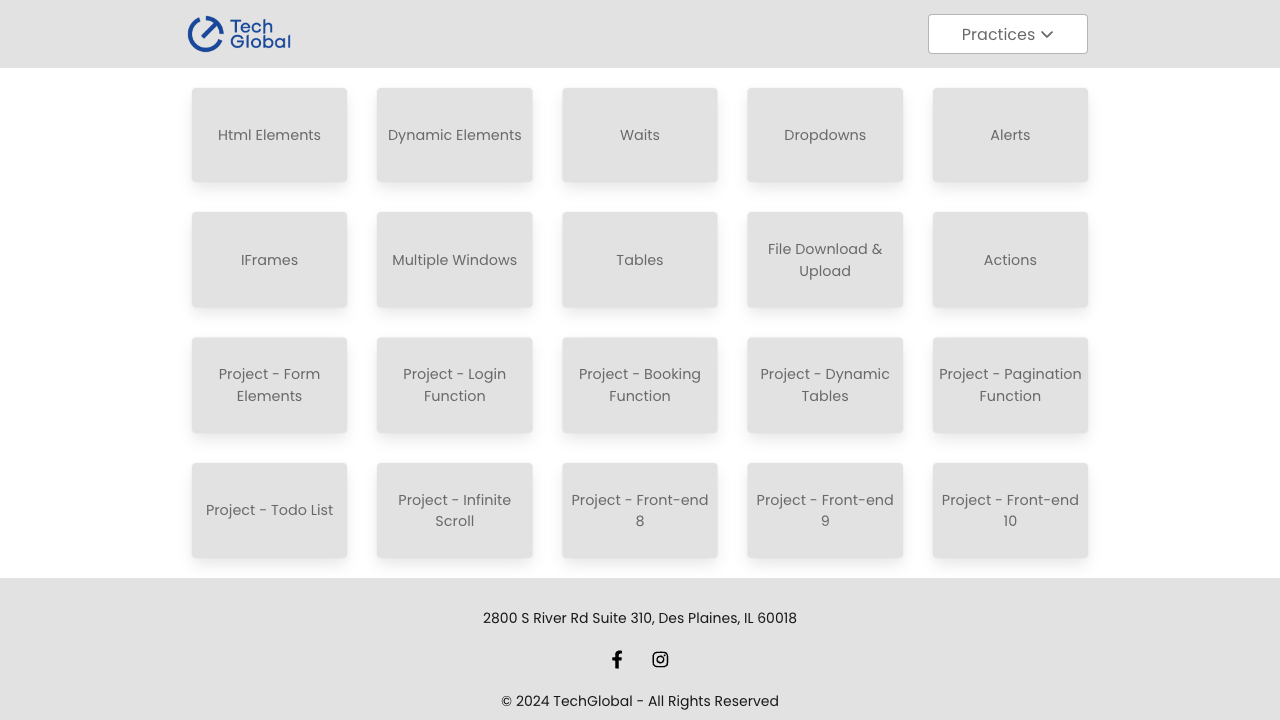 Tech
Global
Practices
Html Elements
Dynamic Elements
Waits
Dropdowns
Alerts
IFrames
Multiple Windows
Tables
File Download &
Upload
Actions
Project - Form
Elements
Project - Login
Function
Project - Booking
Function
Project - Dynamic
Tables
Project - Pagination
Function
Project - Todo List
Project - Infinite
Scroll
Project - Front-end
8
Project - Front-end
9
Project - Front-end
10
2800 S River Rd Suite 310, Des Plaines, IL 60018
© 2024 TechGlobal - All Rights Reserved